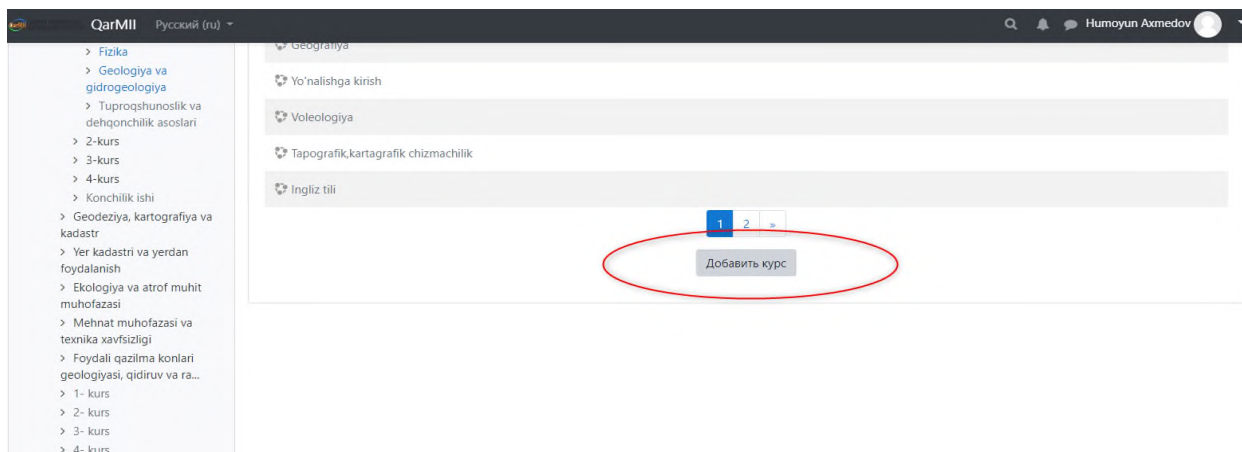 QarMII Русский (ru)
Humoyun Axmedov
> Fizika
> Geologiya va
gidrogeologiya
> Tuproqshunoslik va
dehqonchilik asoslari
> 2-kurs
> 3-kurs
> 4-kurs
> Konchilik ishi
> Geodeziya, kartografiya va
kadastr
> Yer kadastri va yerdan
foydalanish
> Ekologiya va atrof muhit
muhofazasi
> Mehnat muhofazasi va
texnika xavfsizligi
> Foydali qazilma konlari
geologiyasi, qidiruv va ra...
> 1- kurs
> 2- kurs
> 3- kurs
> 4- kurs
Geografiya
Yo'nalishga kirish
Voleologiya
Tapografik,kartagrafik chizmachilik
Ingliz tili
1 2 »
Добавить курс